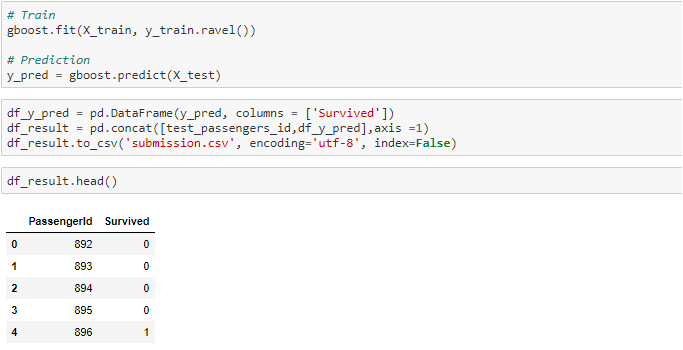 # Train
gboost.fit(X_train, y_train.ravel())
# Prediction
y_pred = gboost.predict(X_test)
df_y_pred = pd.DataFrame(y_pred, columns = ['Survived'])
df_result = pd.concat([test_passengers_id,df_y_pred],axis =1)
df_result.to_csv('submission.csv', encoding='utf-8', index=False)
df_result.head()
PassengerId Survived
0 892 0
1 893 0
2 894 0
3 895 0
4 896 1